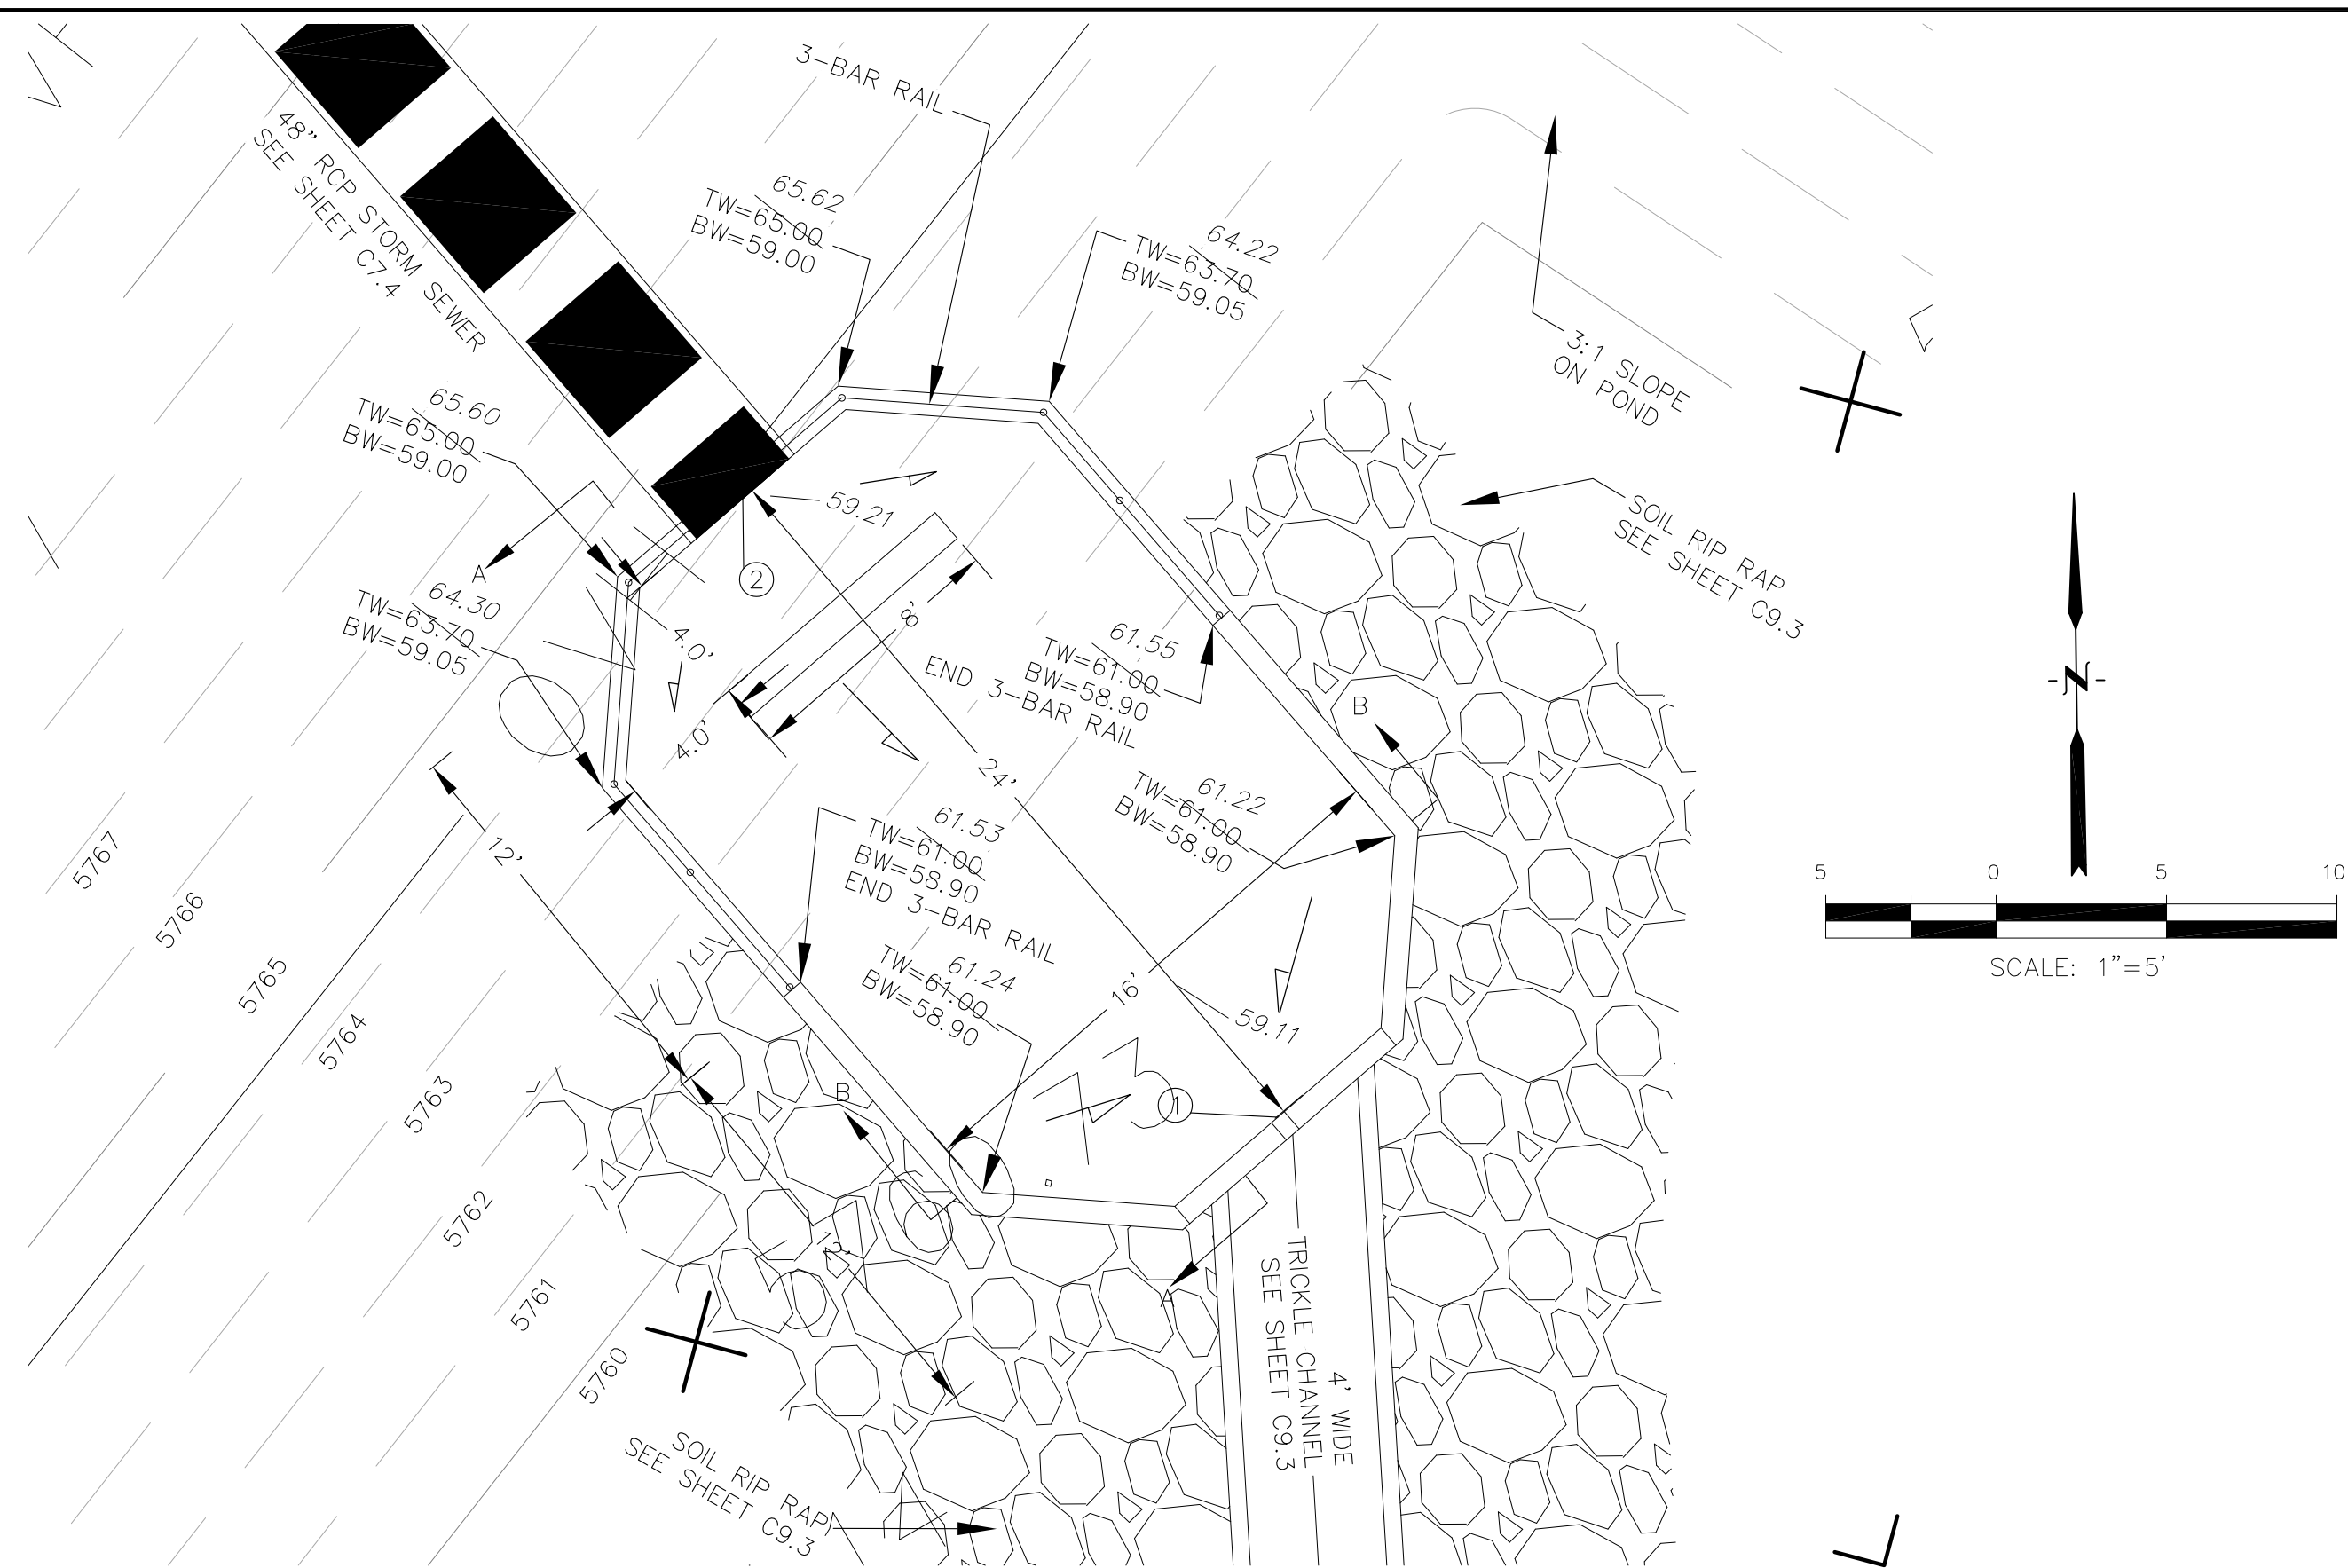 3-BAR RAIL
48" RCP STORM SEWER
SEE SHEET C7.4
65.62
TW=65.00
BW=59.00
64.22
TW=63.70
BW=59.05
3:1 SLOPE
ON POND
65.60
TW=65.00
BW=59.00
59.21
SOIL RIP RAP
SEE SHEET C9.3
A
64.30
TW=63.70
BW=59.05
2
8'
4.0'
4.0'
61.55
TW=61.00
BW=58.90
END 3-BAR RAIL
B
24'
61.22
TW=61.00
BW=58.90
61.53
TW=61.00
BW=58.90
END 3-BAR RAIL
12'
61.24
TW=61.00
BW=58.90
16'
59.11
5767
5766
5765
5764
5763
5762
5761
5760
B
1
12'
A
4' WIDE
TRICKLE CHANNEL
SEE SHEET C9.3
SOIL RIP RAP
SEE SHEET C9.3
N
5 0 5 10
SCALE: 1"=5'